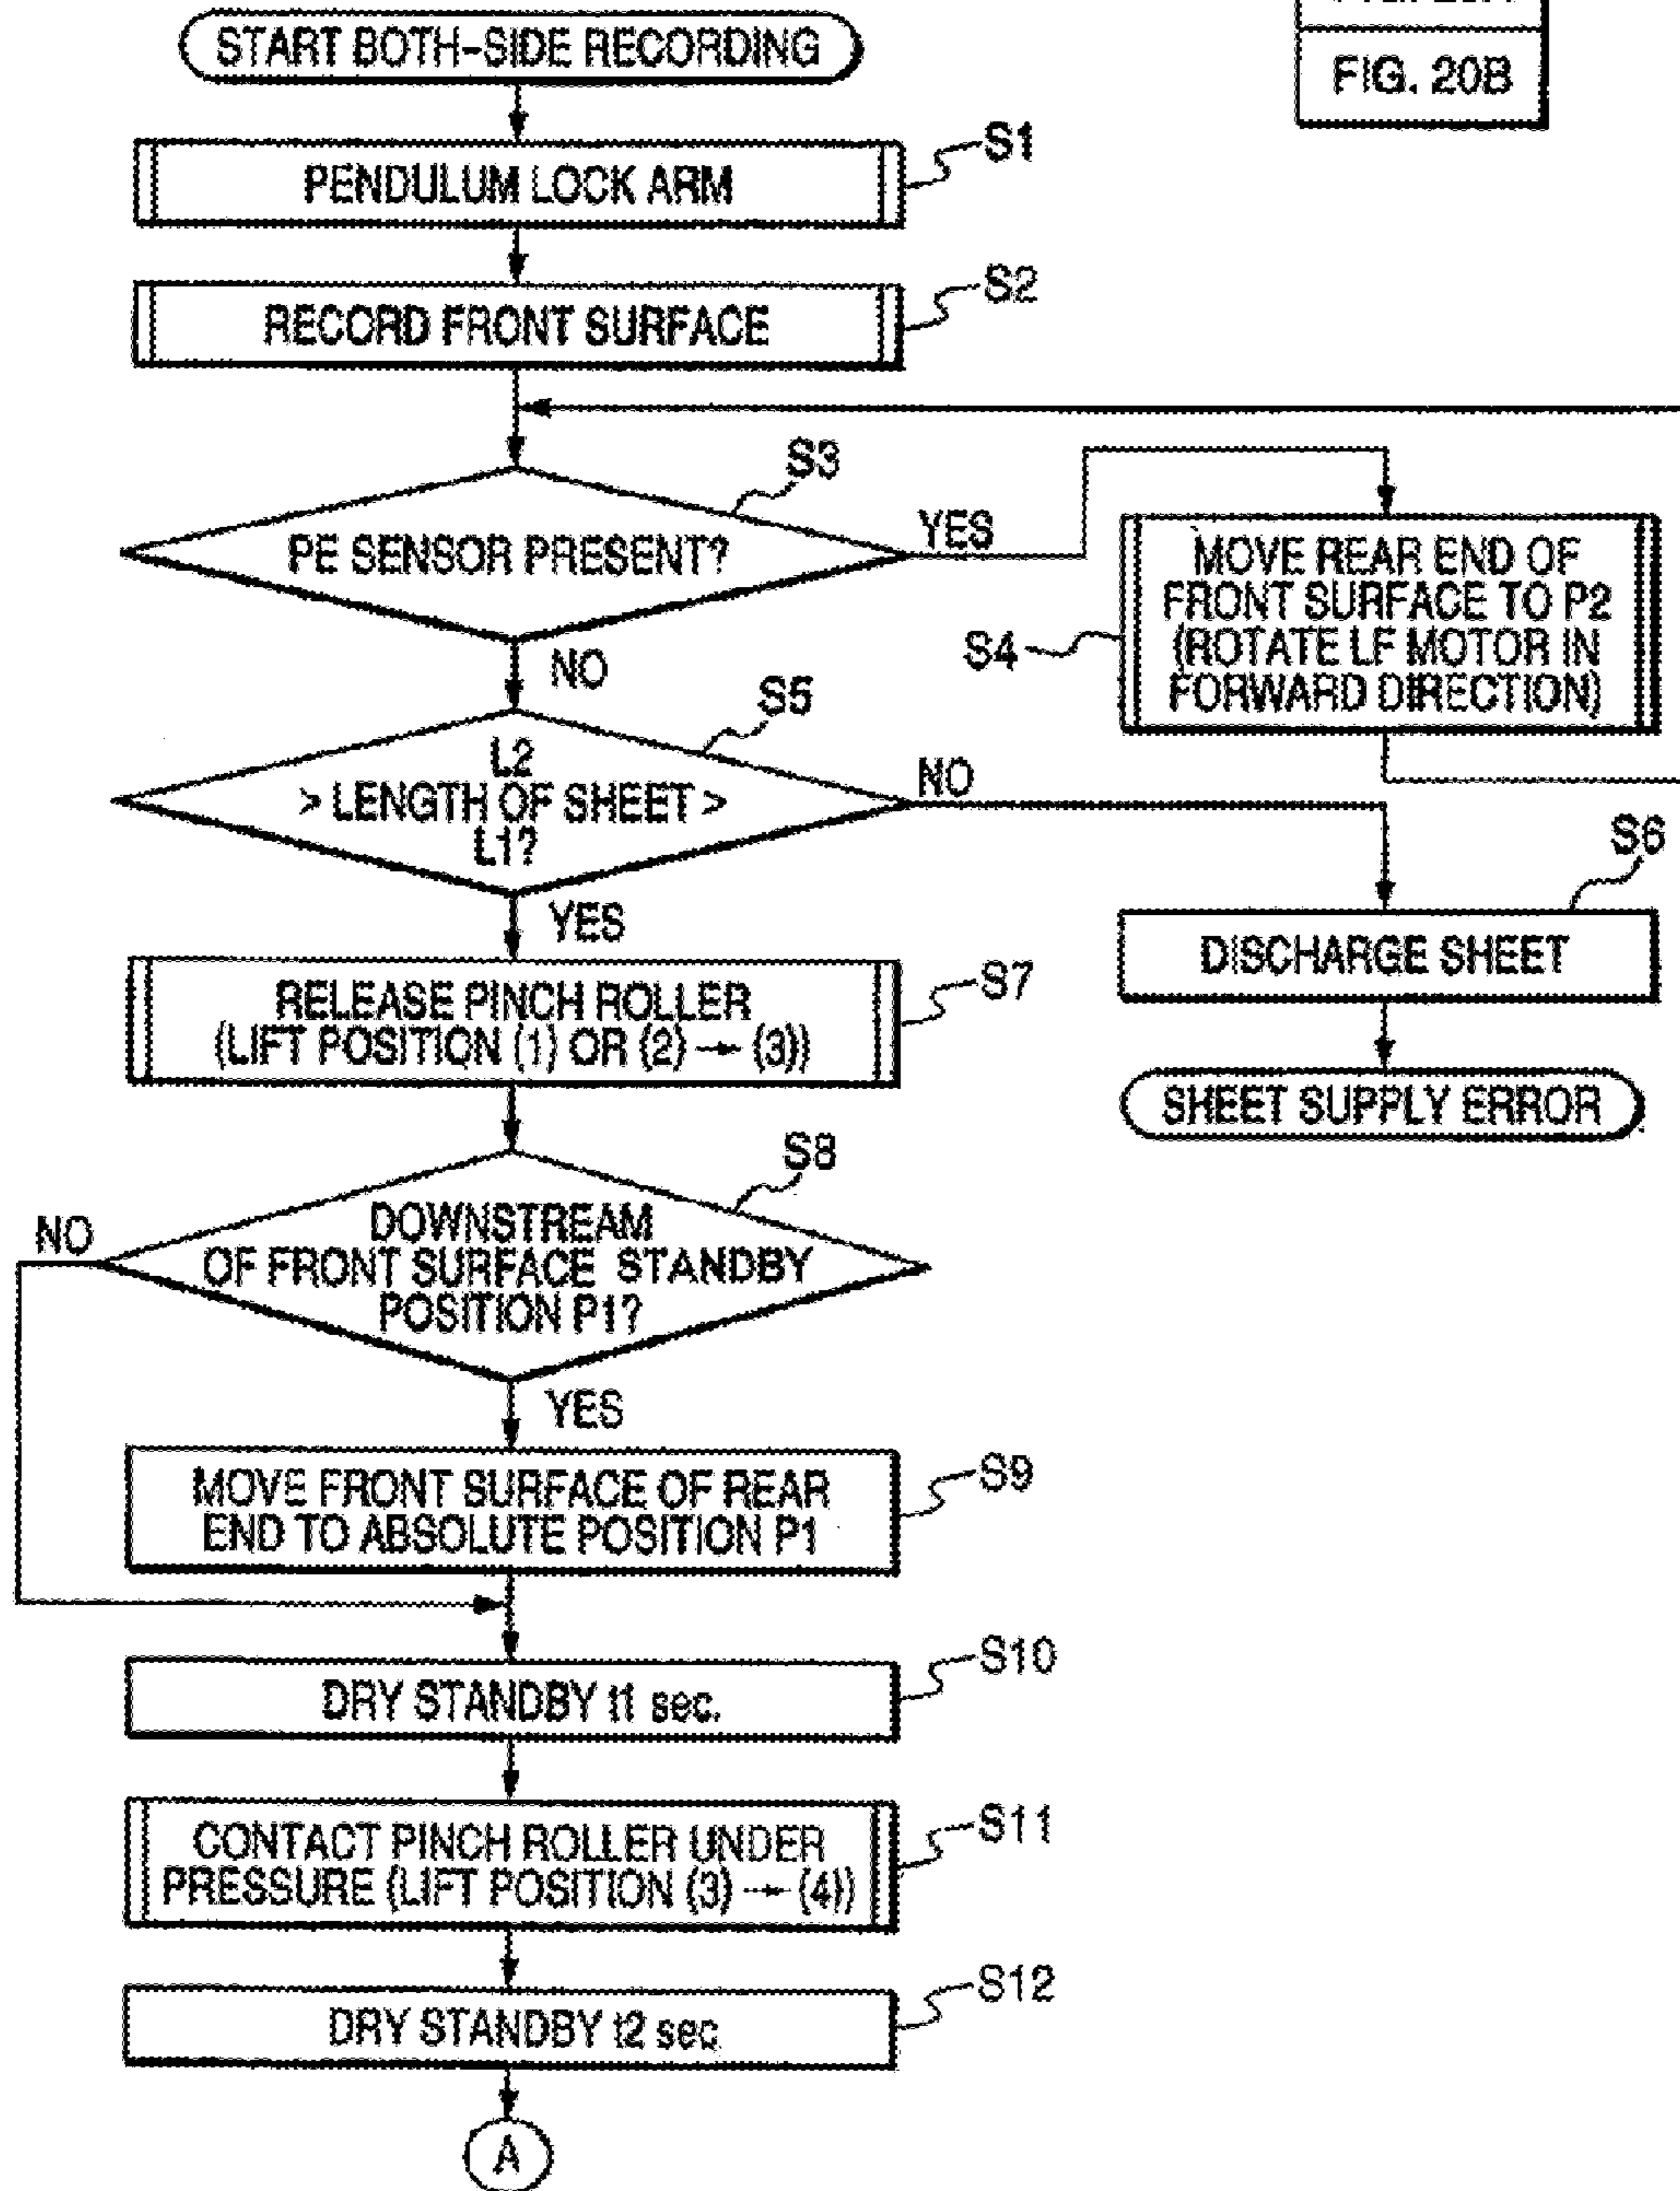 FIG. 20B
START BOTH-SIDE RECORDING
S1
PENDULUM LOCK ARM
S2
RECORD FRONT SURFACE
S3
PE SENSOR PRESENT?
YES
NO
S4
MOVE REAR END OF
FRONT SURFACE TO P2
(ROTATE LF MOTOR IN
FORWARD DIRECTION)
S5
L2
> LENGTH OF SHEET >
L1?
NO
YES
S6
DISCHARGE SHEET
SHEET SUPPLY ERROR
S7
RELEASE PINCH ROLLER
(LIFT POSITION (1) OR (2) → (3))
S8
DOWNSTREAM
OF FRONT SURFACE STANDBY
POSITION P1?
NO
YES
S9
MOVE FRONT SURFACE OF REAR
END TO ABSOLUTE POSITION P1
S10
DRY STANDBY t1 sec.
S11
CONTACT PINCH ROLLER UNDER
PRESSURE (LIFT POSITION (3) → (4))
S12
DRY STANDBY t2 sec
A